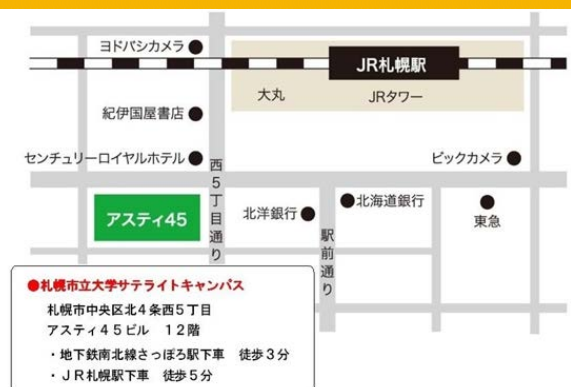 ヨドバシカメラ
JR札幌駅
大丸
JRタワー
紀伊国屋書店
センチュリーロイヤルホテル
ビックカメラ
西5丁目通り
アスティ45
北洋銀行
北海道銀行
東急
駅前通り
●札幌市立大学サテライトキャンパス
札幌市中央区北4条西5丁目
アスティ45ビル 12階
・地下鉄南北線さっぽろ駅下車 徒歩3分
・JR札幌駅下車 徒歩5分